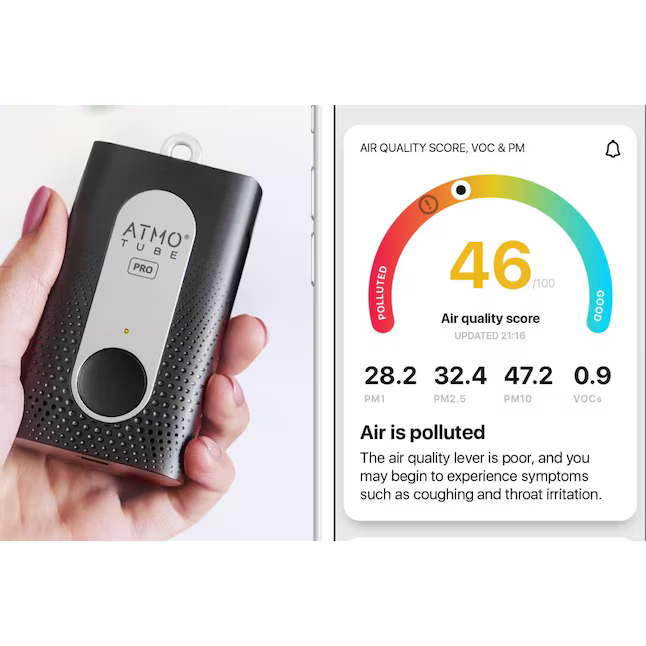 ATMO®
TUBE
PRO
AIR QUALITY SCORE, VOC & PM
POLLUTED
46/100
GOOD
Air quality score
UPDATED 21:16
28.2 32.4 47.2 0.9
PM1 PM2.5 PM10 VOCs
Air is polluted
The air quality lever is poor, and you
may begin to experience symptoms
such as coughing and throat irritation.